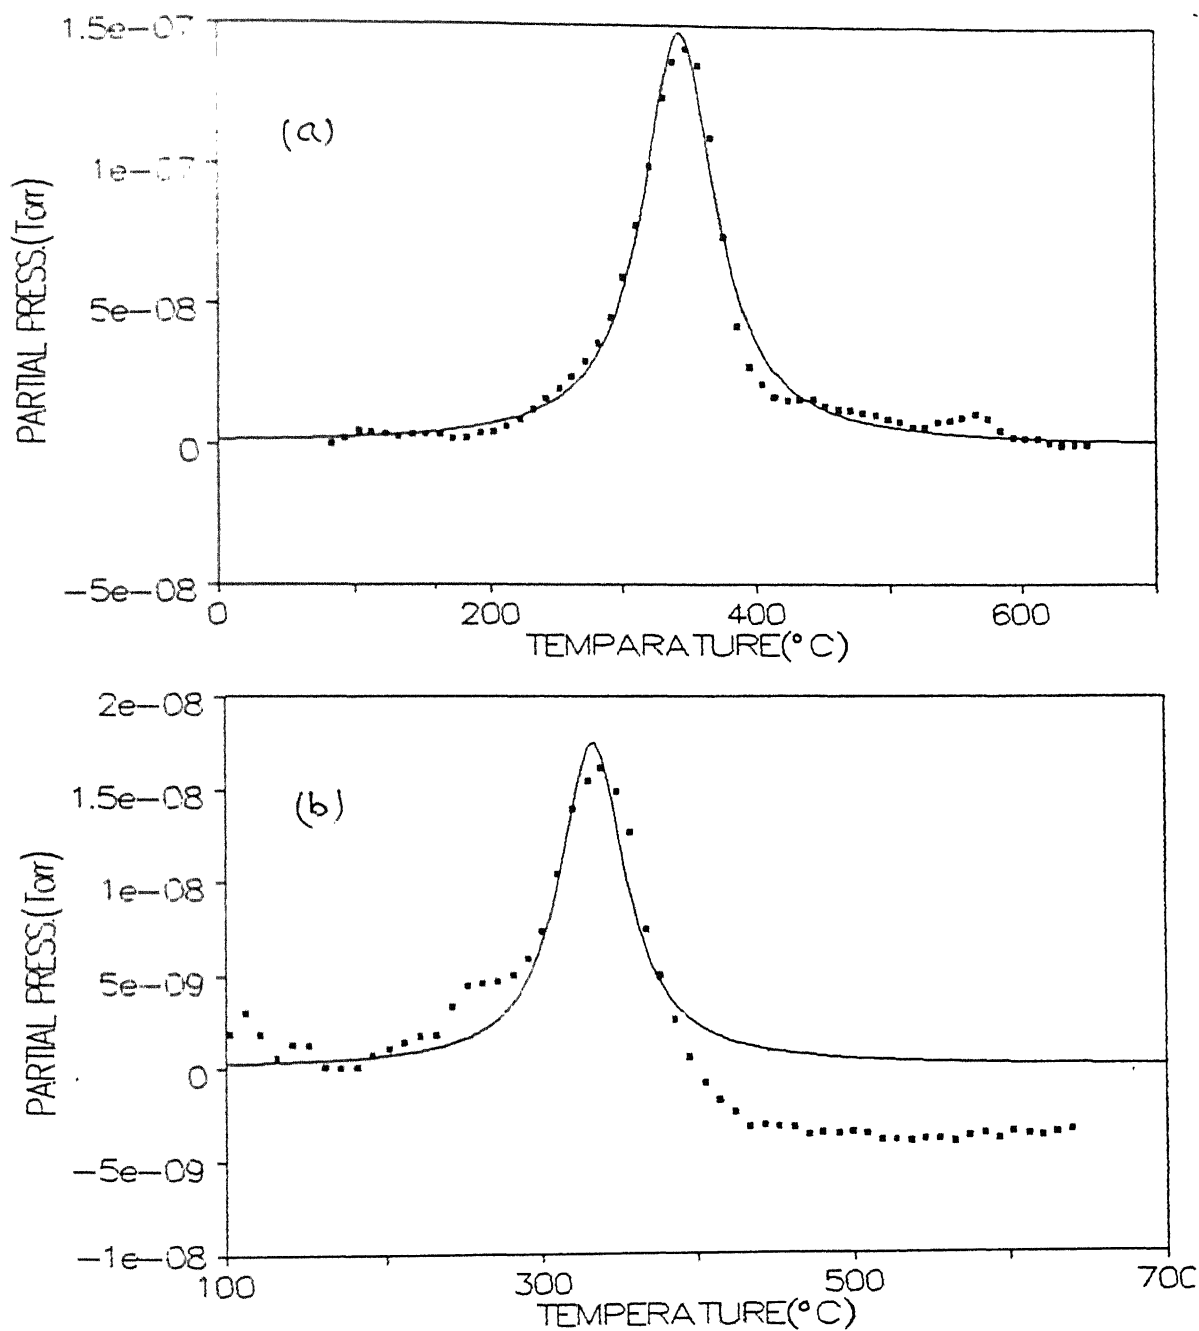 1.5e-07
(a)
1e-07
PARTIAL PRESS.(Torr)
5e-08
0
-5e-08
0 200 400 600
TEMPARATURE(°C)
2e-08
1.5e-08
(b)
1e-08
PARTIAL PRESS.(Torr)
5e-09
0
-5e-09
-1e-08
100 300 500 700
TEMPERATURE(°C)